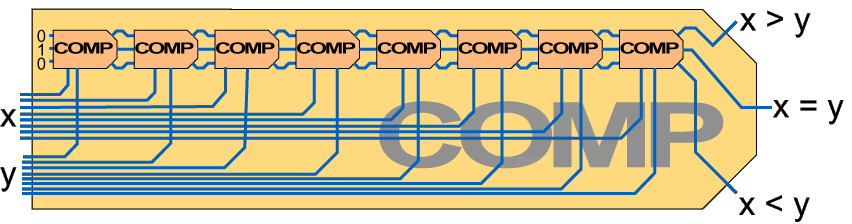 x > y
0
1
0
COMP COMP COMP COMP COMP COMP COMP COMP
x
COMP
x = y
y
x < y